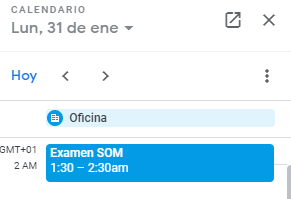 CALENDARIO
Lun, 31 de ene
Hoy
Oficina
GMT+01
2 AM
Examen SOM
1:30 – 2:30am